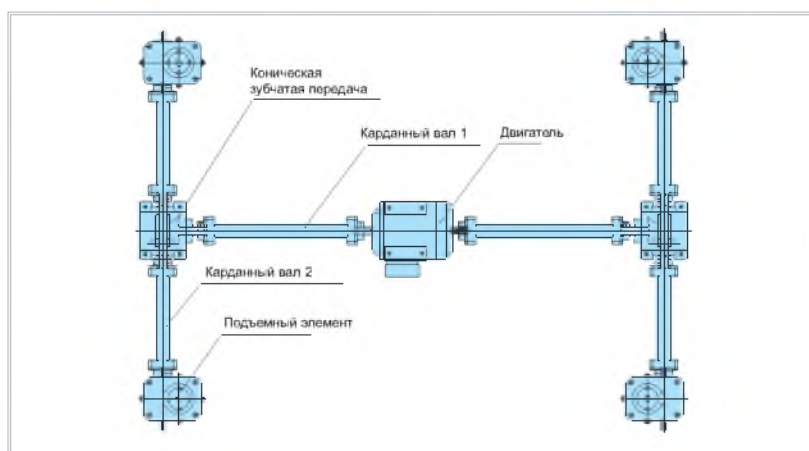 Коническая
зубчатая передача
Карданный вал 1
Двигатель
Карданный вал 2
Подъемный элемент